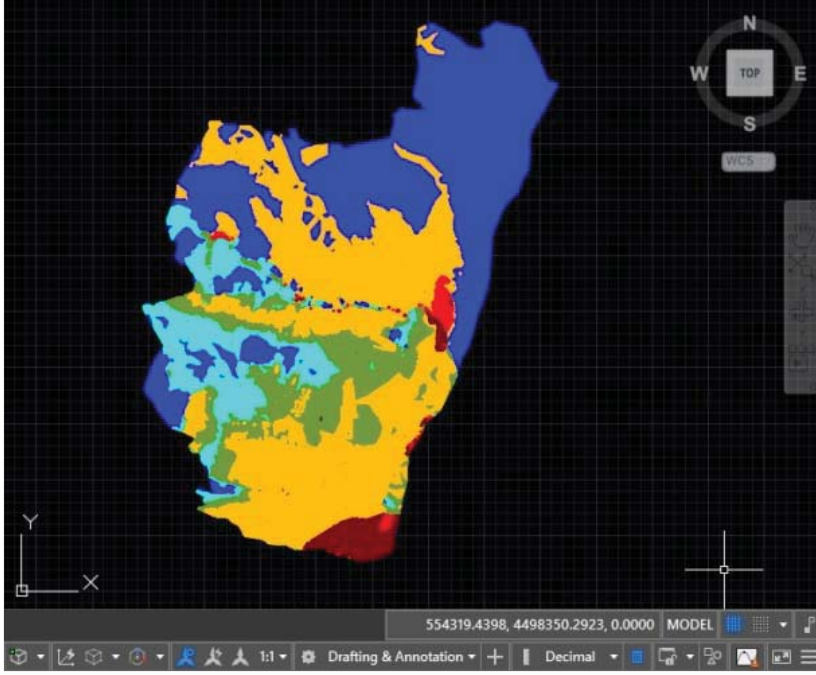 N
W TOP E
S
WCS
Y
X
554319.4398, 4498350.2923, 0.0000 MODEL
1:1 Drafting & Annotation Decimal